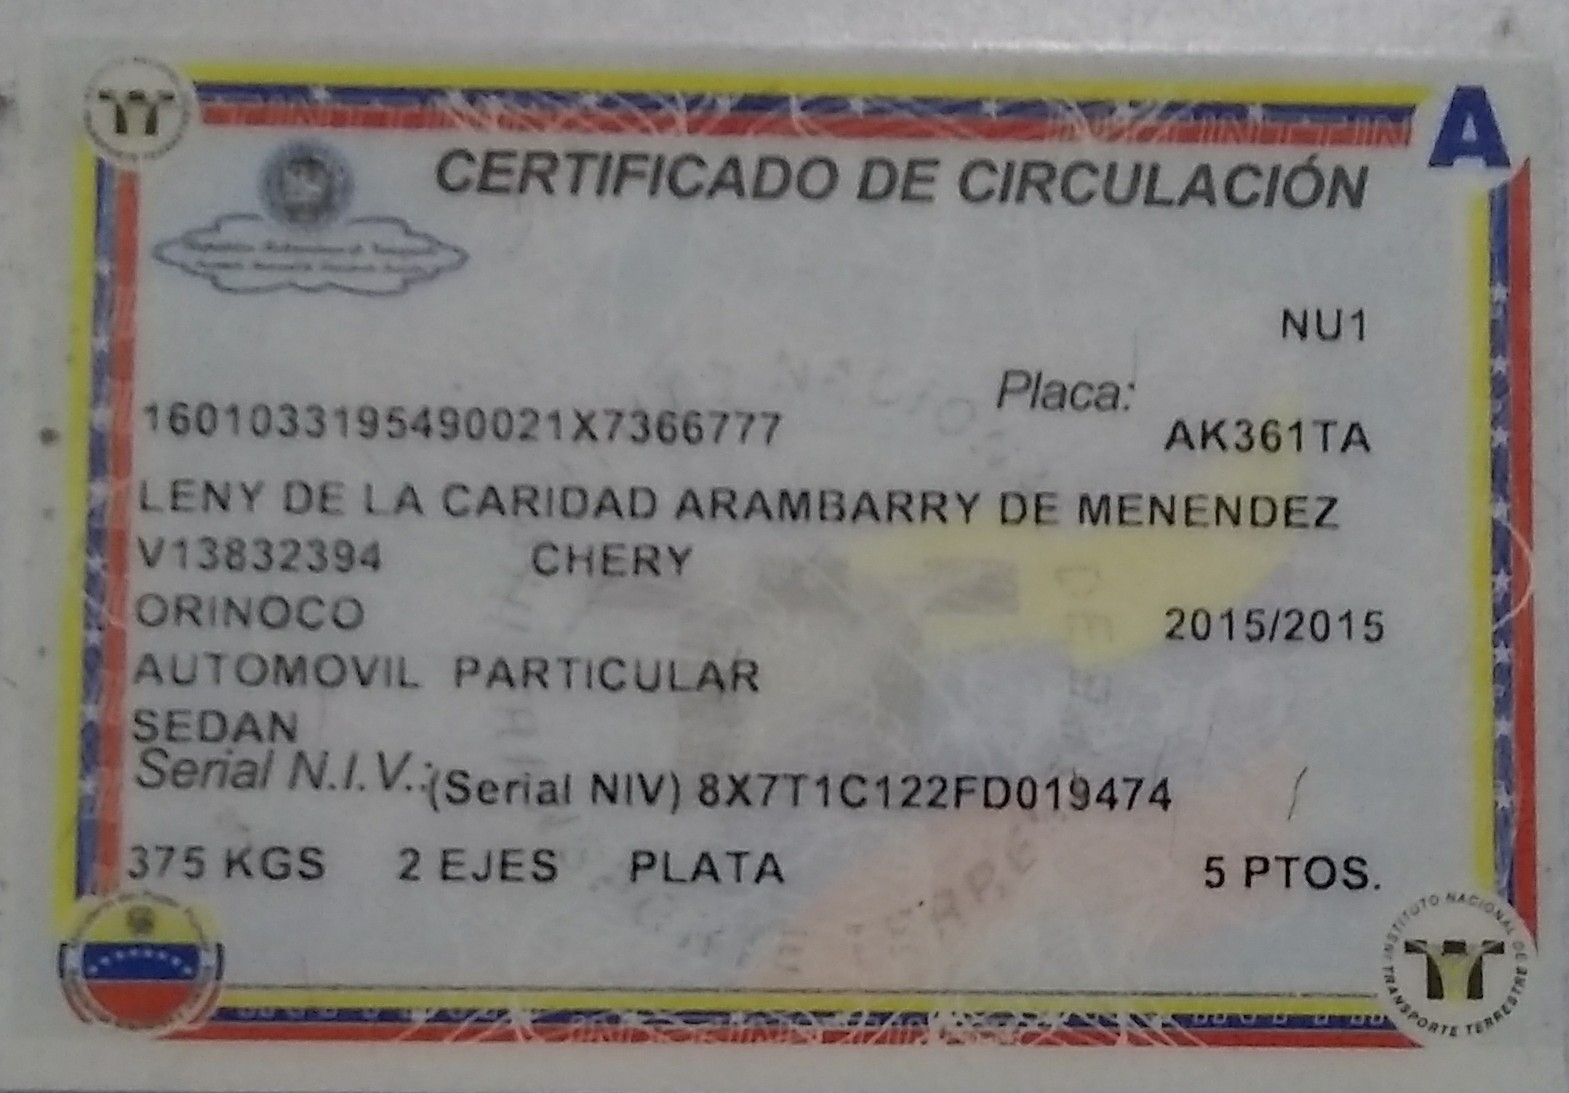 A
CERTIFICADO DE CIRCULACIÓN
NU1
Placa:
1601033195490021X7366777 AK361TA
LENY DE LA CARIDAD ARAMBARRY DE MENENDEZ
V13832394 CHERY
ORINOCO 2015/2015
AUTOMOVIL PARTICULAR
SEDAN
Serial N.I.V.: (Serial NIV) 8X7T1C122FD019474
375 KGS 2 EJES PLATA 5 PTOS.
INSTITUTO NACIONAL DE TRANSPORTE TERRESTRE